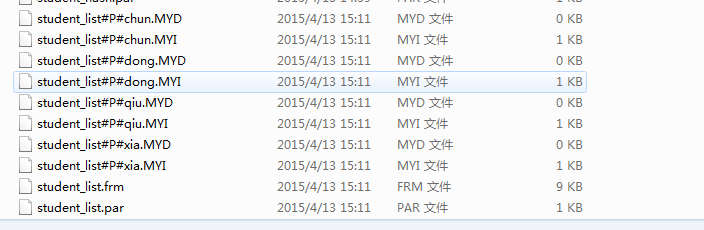 student_list#P#chun.MYD 2015/4/13 15:11 MYD 文件 0 KB
student_list#P#chun.MYI 2015/4/13 15:11 MYI 文件 1 KB
student_list#P#dong.MYD 2015/4/13 15:11 MYD 文件 0 KB
student_list#P#dong.MYI 2015/4/13 15:11 MYI 文件 1 KB
student_list#P#qiu.MYD 2015/4/13 15:11 MYD 文件 0 KB
student_list#P#qiu.MYI 2015/4/13 15:11 MYI 文件 1 KB
student_list#P#xia.MYD 2015/4/13 15:11 MYD 文件 0 KB
student_list#P#xia.MYI 2015/4/13 15:11 MYI 文件 1 KB
student_list.frm 2015/4/13 15:11 FRM 文件 9 KB
student_list.par 2015/4/13 15:11 PAR 文件 1 KB